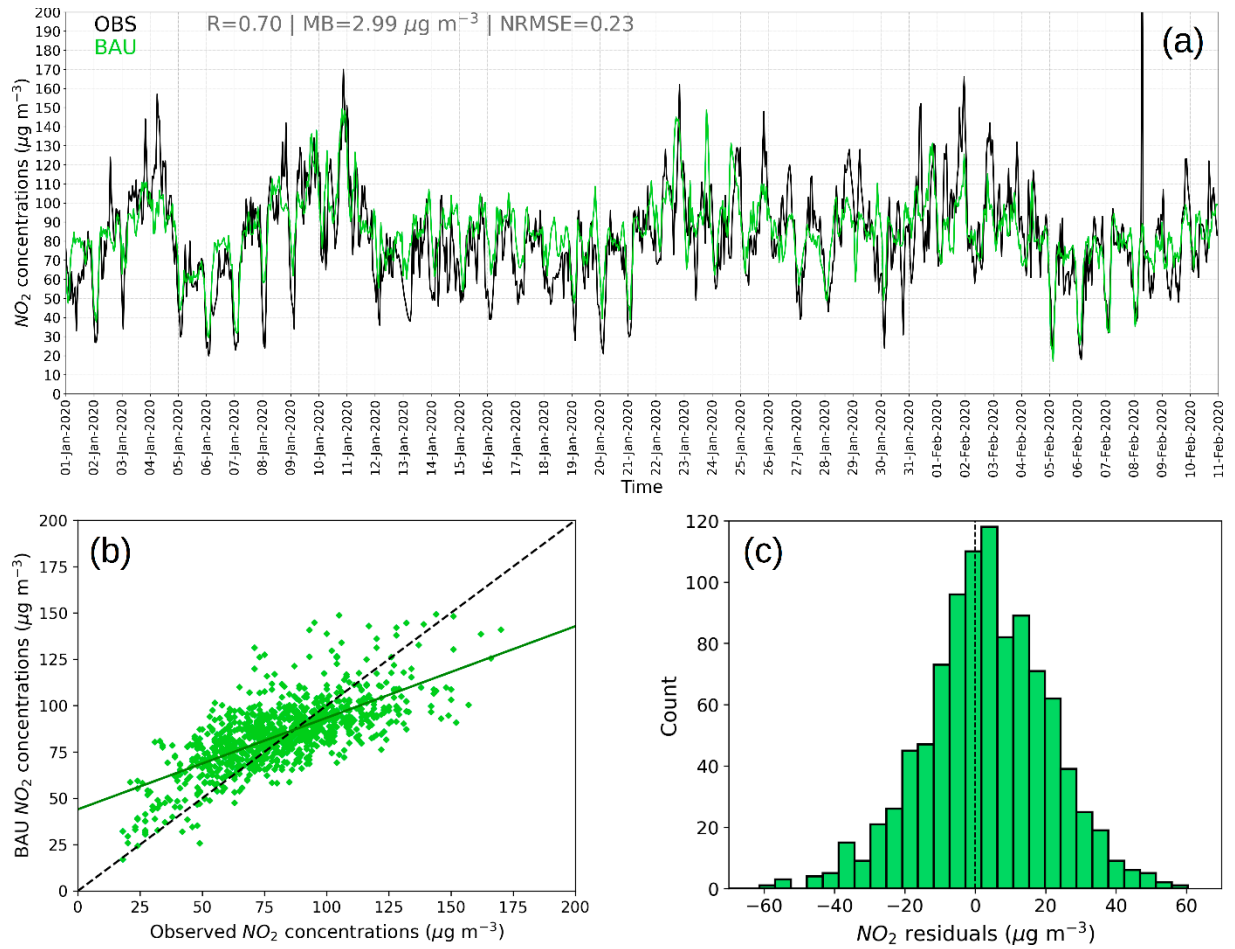 OBS
BAU
R=0.70 | MB=2.99 μg m⁻³ | NRMSE=0.23
(a)
NO₂ concentrations (μg m⁻³)
200
190
180
170
160
150
140
130
120
110
100
90
80
70
60
50
40
30
20
10
0
01-Jan-2020
02-Jan-2020
03-Jan-2020
04-Jan-2020
05-Jan-2020
06-Jan-2020
07-Jan-2020
08-Jan-2020
09-Jan-2020
10-Jan-2020
11-Jan-2020
12-Jan-2020
13-Jan-2020
14-Jan-2020
15-Jan-2020
16-Jan-2020
17-Jan-2020
18-Jan-2020
19-Jan-2020
20-Jan-2020
21-Jan-2020
22-Jan-2020
23-Jan-2020
24-Jan-2020
25-Jan-2020
26-Jan-2020
27-Jan-2020
28-Jan-2020
29-Jan-2020
30-Jan-2020
31-Jan-2020
01-Feb-2020
02-Feb-2020
03-Feb-2020
04-Feb-2020
05-Feb-2020
06-Feb-2020
07-Feb-2020
08-Feb-2020
09-Feb-2020
10-Feb-2020
11-Feb-2020
Time
(b)
BAU NO₂ concentrations (μg m⁻³)
200
175
150
125
100
75
50
25
0
0
25
50
75
100
125
150
175
200
Observed NO₂ concentrations (μg m⁻³)
(c)
Count
120
100
80
60
40
20
0
−60
−40
−20
0
20
40
60
NO₂ residuals (μg m⁻³)